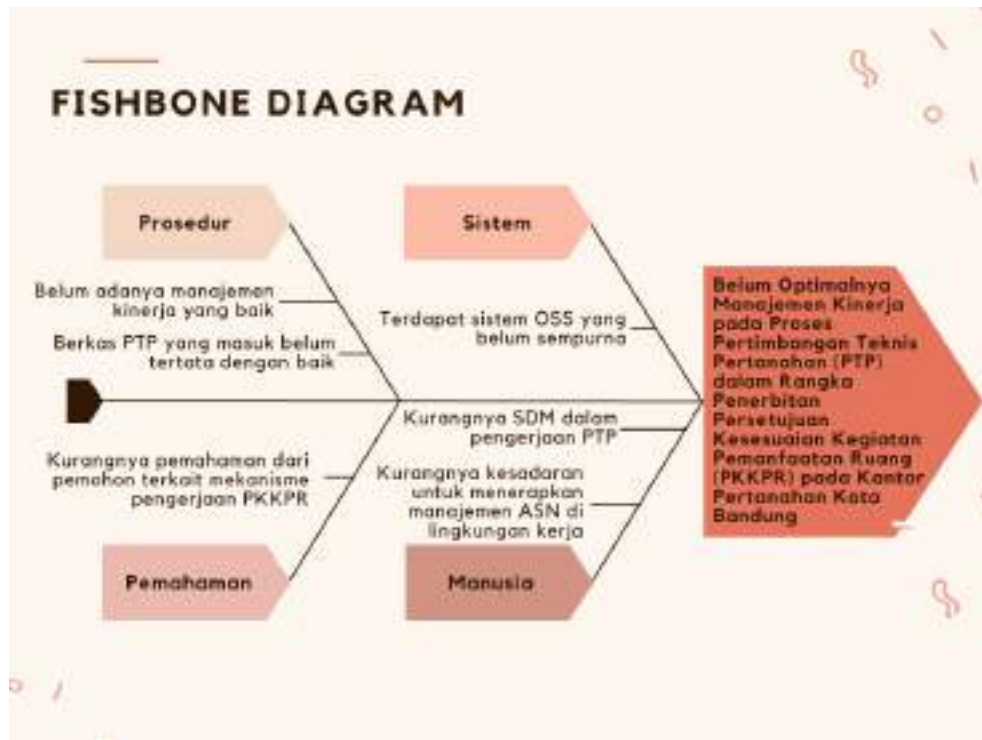 FISHBONE DIAGRAM
Prosedur
Belum adanya manajemen
kinerja yang baik
Berkas PTP yang masuk belum
tertata dengan baik
Sistem
Terdapat sistem OSS yang
belum sempurna
Kurangnya pemahaman dari
pemohon terkait mekanisme
pengerjaan PKKPR
Pemahaman
Kurangnya SDM dalam
pengerjaan PTP
Kurangnya kesadaran
untuk menerapkan
manajemen ASN di
lingkungan kerja
Manusia
Belum Optimalnya
Manajemen Kinerja
pada Proses
Pertimbangan Teknis
Pertanahan (PTP)
dalam Rangka
Penerbitan
Persetujuan
Kesesuaian Kegiatan
Pemanfaatan Ruang
(PKKPR) pada Kantor
Pertanahan Kota
Bandung